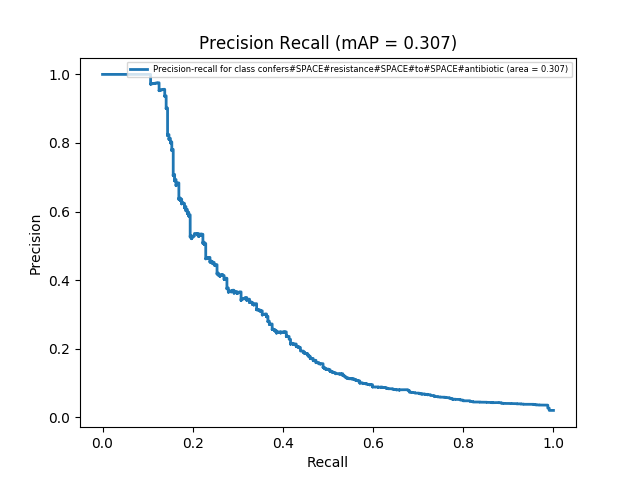 Precision Recall (mAP = 0.307)
Precision-recall for class confers#SPACE#resistance#SPACE#to#SPACE#antibiotic (area = 0.307)
1.0
0.8
0.6
0.4
0.2
0.0
Precision
0.0 0.2 0.4 0.6 0.8 1.0
Recall